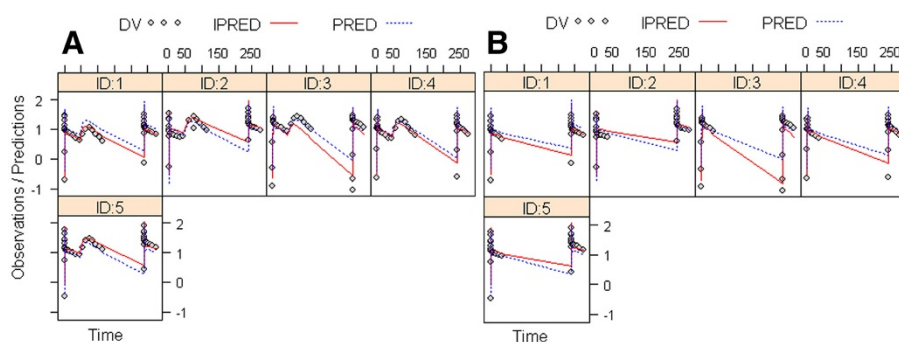 A
DV IPRED PRED
0 50 150 250 0 50 150 250
ID:1 ID:2 ID:3 ID:4
2
1
0
-1
ID:5
2
1
0
-1
Observations / Predictions
Time
B
DV IPRED PRED
0 50 150 250 0 50 150 250
ID:1 ID:2 ID:3 ID:4
ID:5
2
1
0
-1
Time